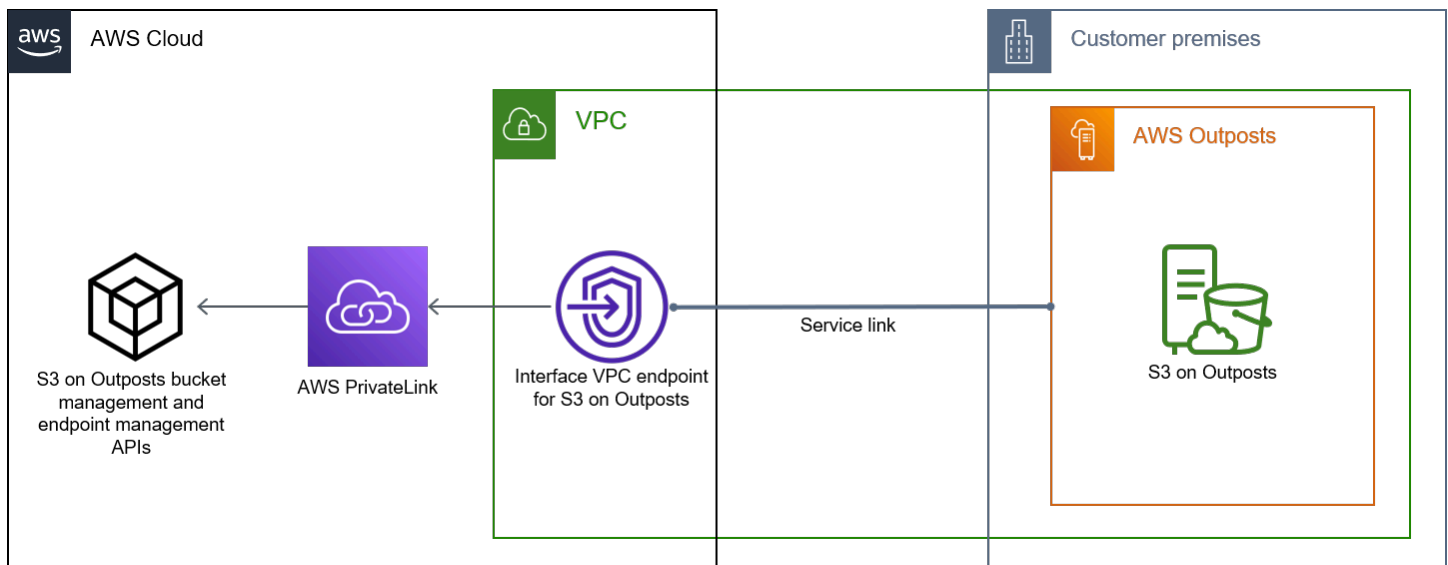 aws
AWS Cloud
Customer premises
VPC
AWS Outposts
Service link
S3 on Outposts bucket
management and
endpoint management
APIs
AWS PrivateLink
Interface VPC endpoint
for S3 on Outposts
S3 on Outposts